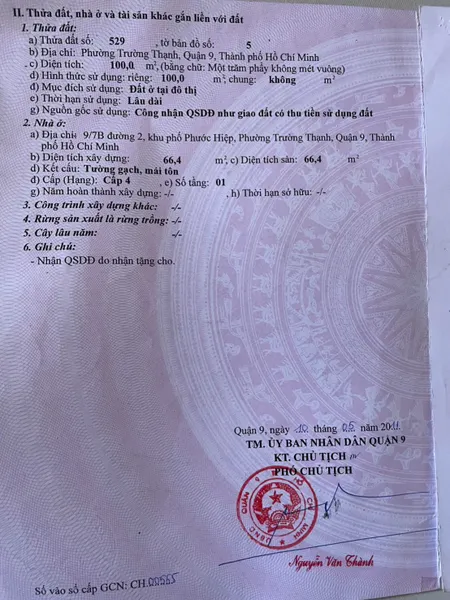 II. Thửa đất, nhà ở và tài sản khác gắn liền với đất
1. Thửa đất:
a) Thửa đất số: 529 , tờ bản đồ số: 5
b) Địa chỉ: Phường Trường Thạnh, Quận 9, Thành phố Hồ Chí Minh
c) Diện tích: 100,0 m², (bằng chữ: Một trăm phẩy không mét vuông)
d) Hình thức sử dụng: riêng: 100,0 m²; chung: không m²
đ) Mục đích sử dụng: Đất ở tại đô thị
e) Thời hạn sử dụng: Lâu dài
g) Nguồn gốc sử dụng: Công nhận QSDĐ như giao đất có thu tiền sử dụng đất
2. Nhà ở:
a) Địa chỉ: 9/7B đường 2, khu phố Phước Hiệp, Phường Trường Thạnh, Quận 9, Thành
phố Hồ Chí Minh
b) Diện tích xây dựng: 66,4 m²; c) Diện tích sàn: 66,4 m²
d) Kết cấu: Tường gạch, mái tôn
đ) Cấp (Hạng): Cấp 4 , e) Số tầng: 01
g) Năm hoàn thành xây dựng: -/- , h) Thời hạn sở hữu: -/-
3. Công trình xây dựng khác: -/-
4. Rừng sản xuất là rừng trồng: -/-
5. Cây lâu năm: -/-
6. Ghi chú:
- Nhận QSDĐ do nhận tặng cho.
Quận 9, ngày 10 tháng 05 năm 2011
TM. ỦY BAN NHÂN DÂN QUẬN 9
KT. CHỦ TỊCH
PHÓ CHỦ TỊCH
Nguyễn Văn Thành
Số vào sổ cấp GCN: CH.00565